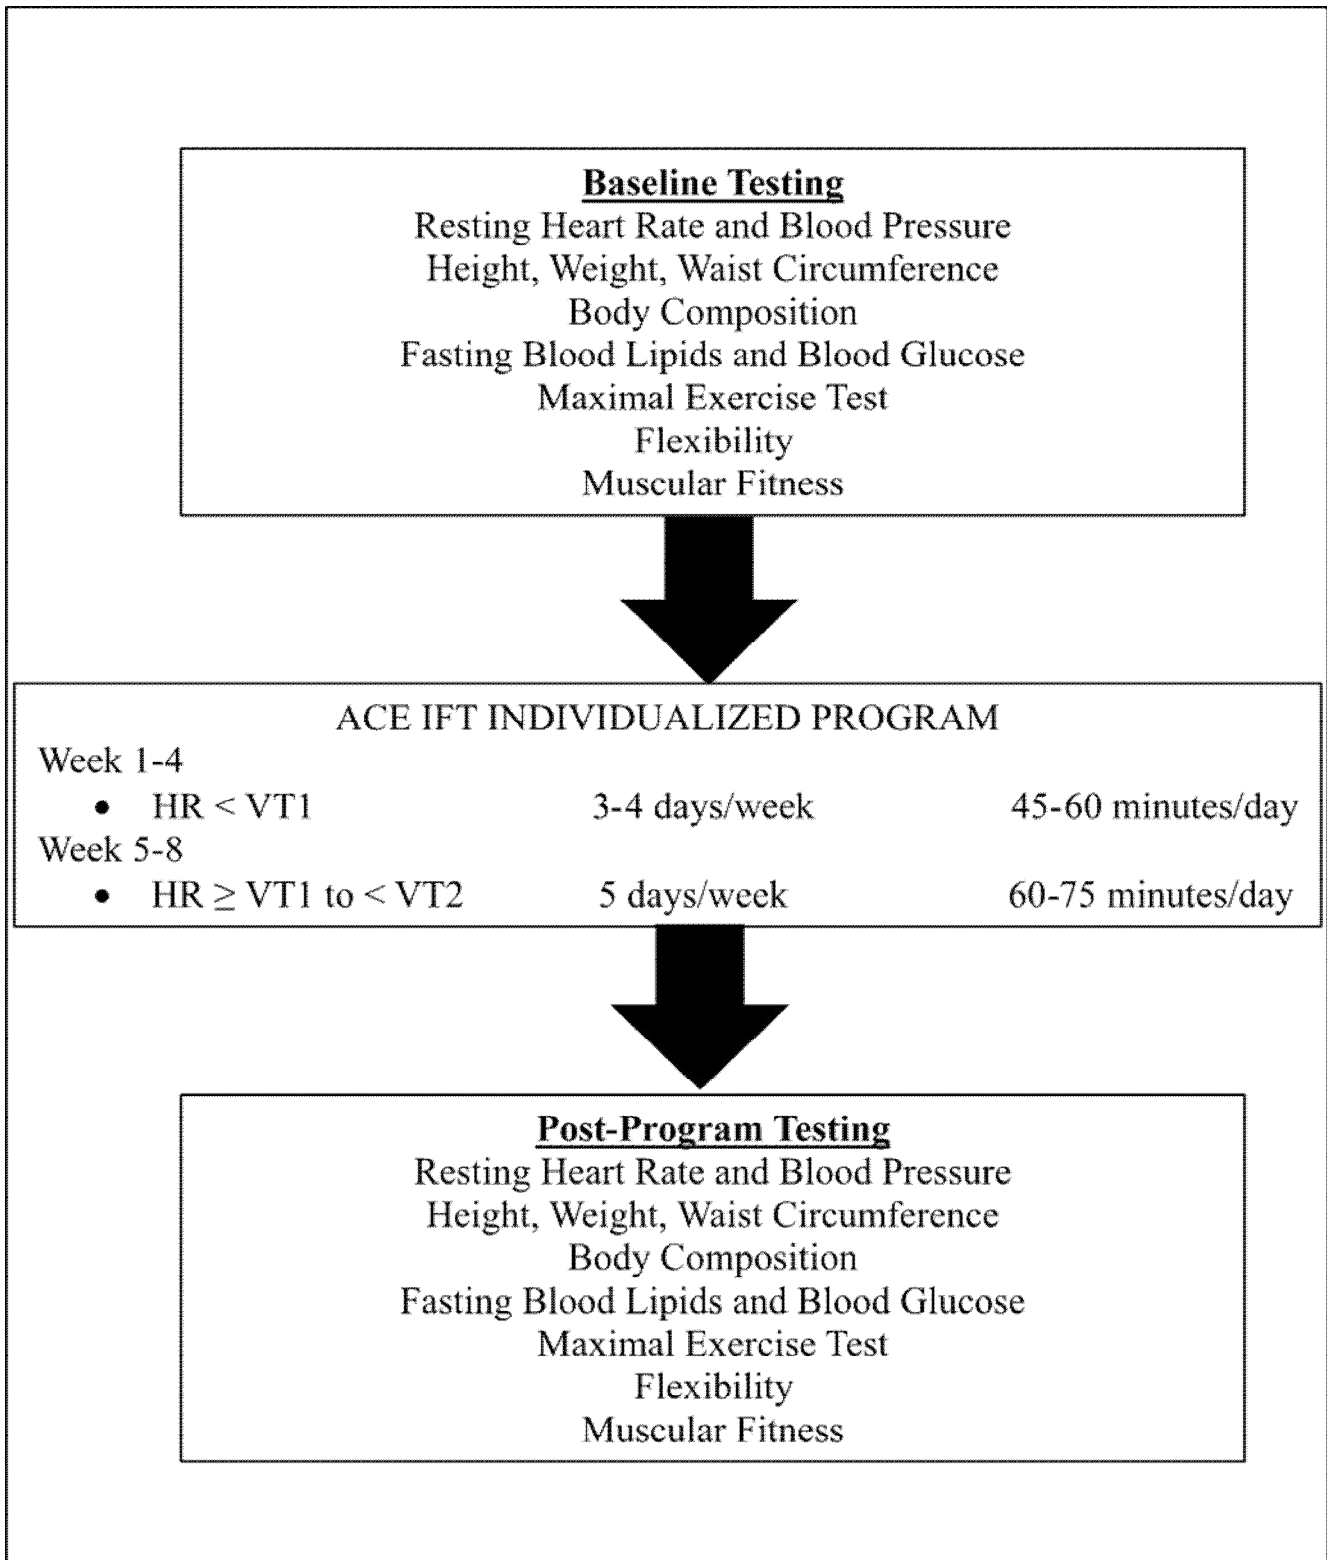 Baseline Testing
Resting Heart Rate and Blood Pressure
Height, Weight, Waist Circumference
Body Composition
Fasting Blood Lipids and Blood Glucose
Maximal Exercise Test
Flexibility
Muscular Fitness
ACE IFT INDIVIDUALIZED PROGRAM
Week 1-4
• HR < VT1 3-4 days/week 45-60 minutes/day
Week 5-8
• HR ≥ VT1 to < VT2 5 days/week 60-75 minutes/day
Post-Program Testing
Resting Heart Rate and Blood Pressure
Height, Weight, Waist Circumference
Body Composition
Fasting Blood Lipids and Blood Glucose
Maximal Exercise Test
Flexibility
Muscular Fitness